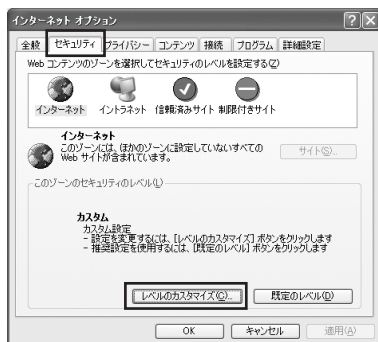 インターネット オプション
全般 セキュリティ プライバシー コンテンツ 接続 プログラム 詳細設定
Web コンテンツのゾーンを選択してセキュリティのレベルを設定する(Z)
インターネット イントラネット 信頼済みサイト 制限付きサイト
インターネット
このゾーンには、ほかのゾーンに設定していないすべての
Web サイトが含まれています。
サイト(S)...
このゾーンのセキュリティのレベル(L)
カスタム
カスタム設定
- 設定を変更するには、[レベルのカスタマイズ] ボタンをクリックします
- 推奨設定を使用するには、[既定のレベル] ボタンをクリックします
レベルのカスタマイズ(C)... 既定のレベル(D)
OK キャンセル 適用(A)